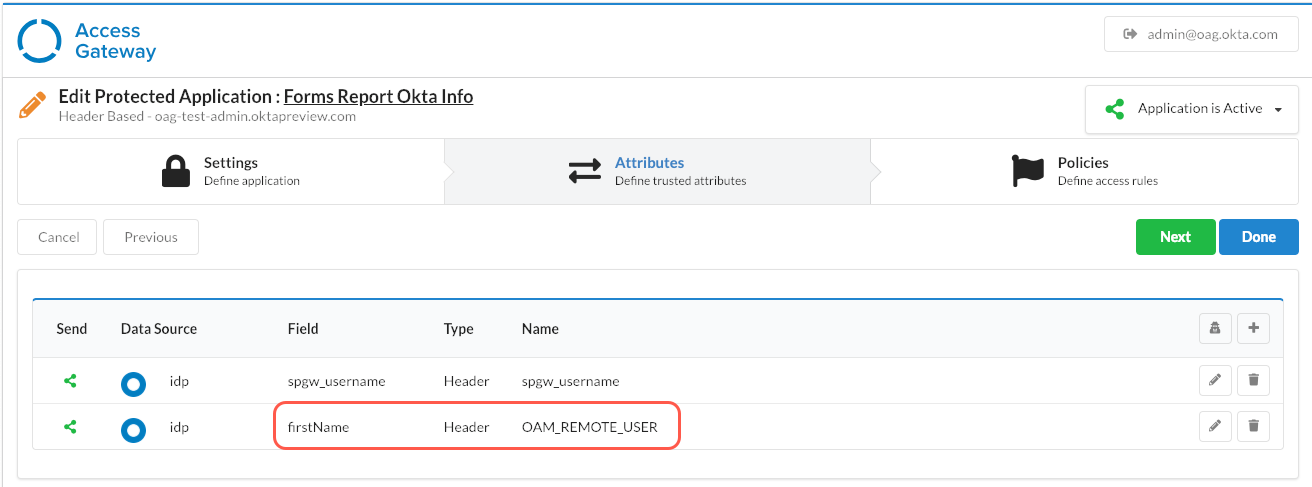 Access
Gateway
admin@oag.okta.com
Edit Protected Application : Forms Report Okta Info
Header Based - oag-test-admin.oktapreview.com
Application is Active
Settings
Define application
Attributes
Define trusted attributes
Policies
Define access rules
Cancel Previous Next Done
Send Data Source Field Type Name
idp spgw_username Header spgw_username
idp firstName Header OAM_REMOTE_USER